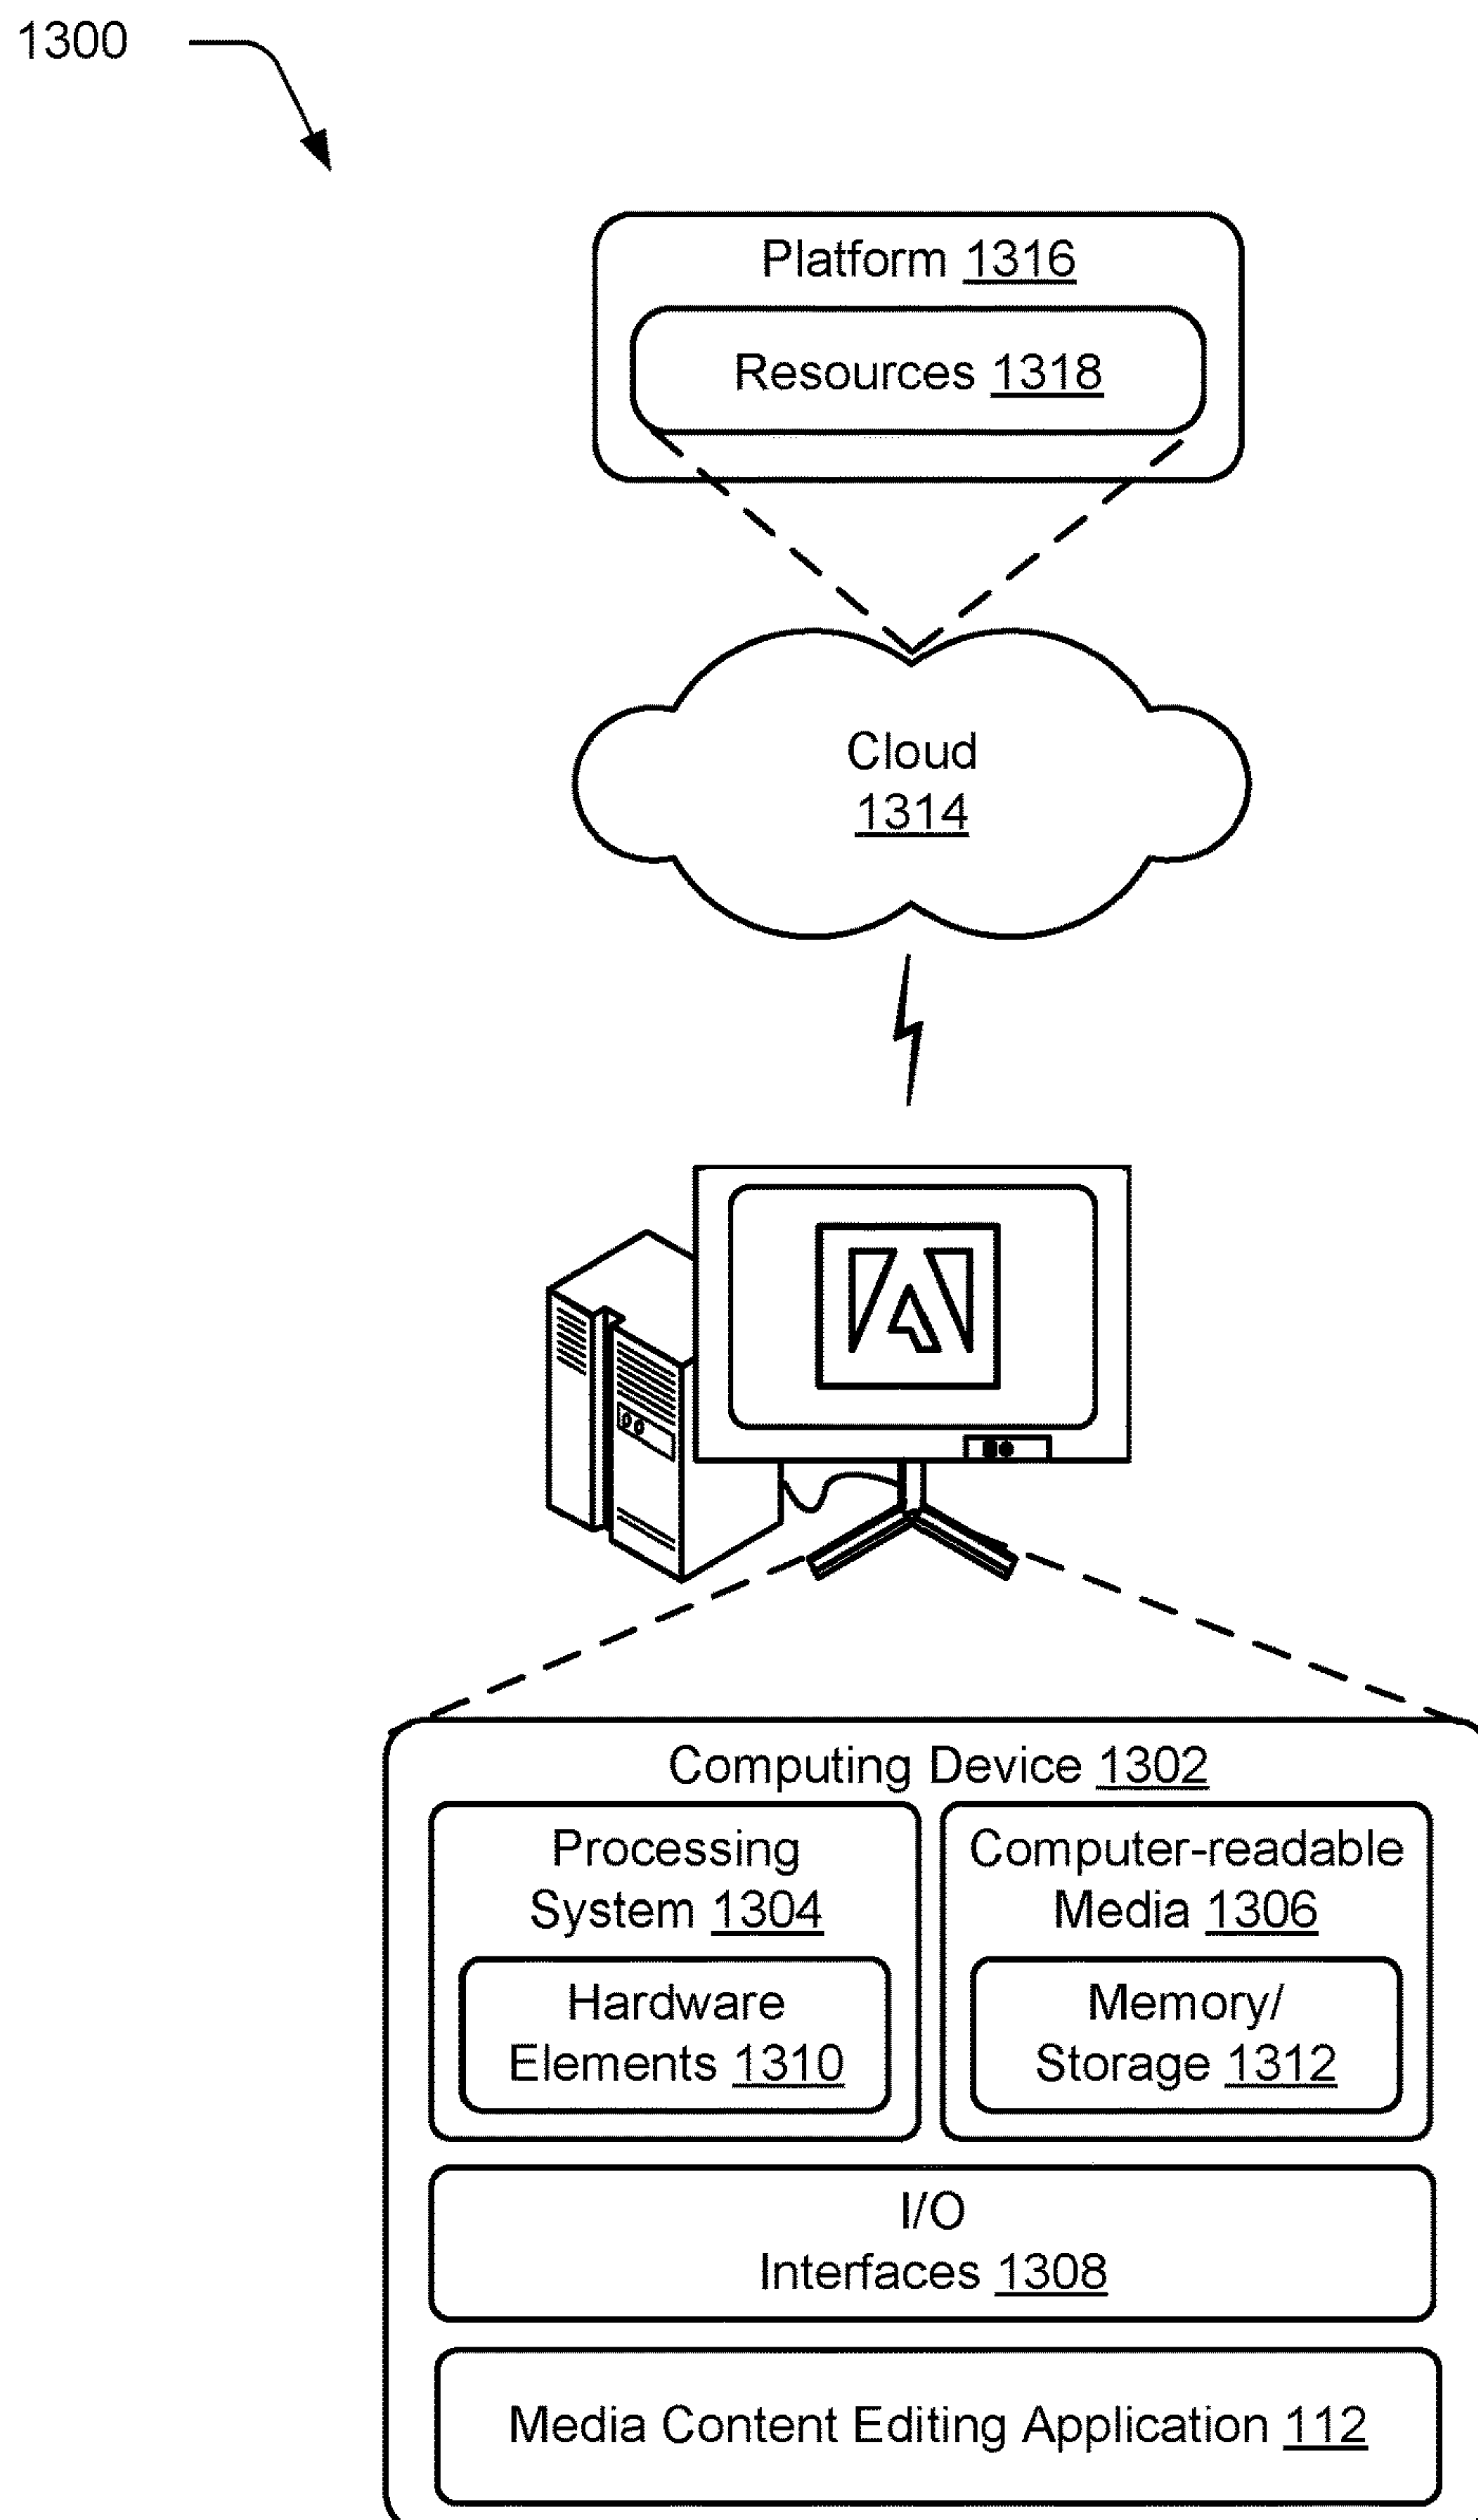 1300
Platform 1316
Resources 1318
Cloud
1314
Computing Device 1302
Processing
System 1304
Hardware
Elements 1310
Computer-readable
Media 1306
Memory/
Storage 1312
I/O
Interfaces 1308
Media Content Editing Application 112